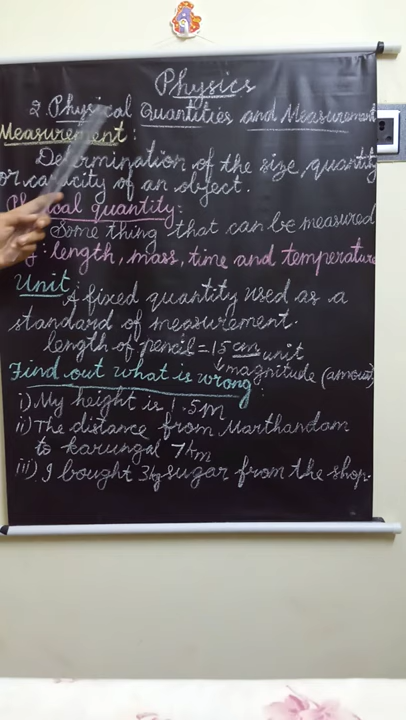 Physics
2. Physical Quantities and Measurement
Measurement:
Determination of the size, quantity
or capacity of an object.
Physical quantity:
Some thing that can be measured
g: length, mass, time and temperature
Unit:
A fixed quantity used as a
standard of measurement.
length of pencil = 15 cm unit
magnitude (amount)
Find out what is wrong:
i) My height is 1.5m
ii) The distance from Marthandam
to karungal 7km
iii) I bought 3kg sugar from the shop.